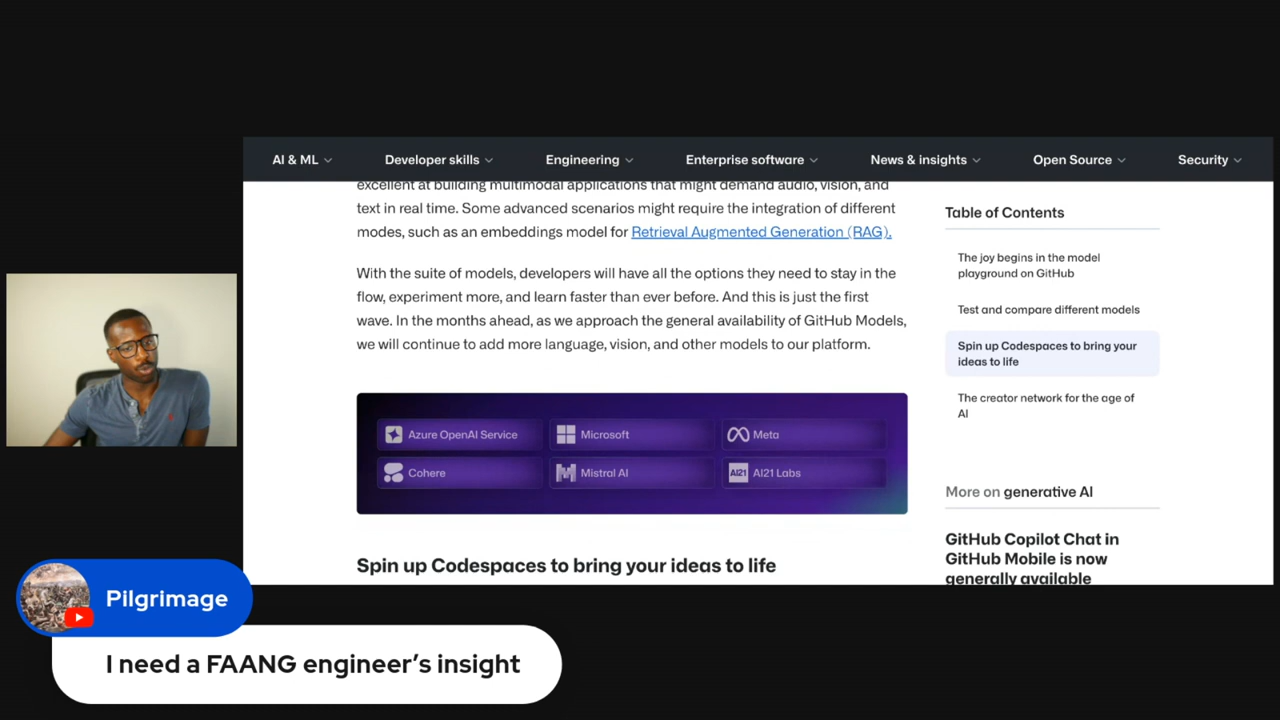 AI & ML
Developer skills
Engineering
Enterprise software
News & insights
Open Source
Security
excellent at building multimodal applications that might demand audio, vision, and
text in real time. Some advanced scenarios might require the integration of different
modes, such as an embeddings model for Retrieval Augmented Generation (RAG).
With the suite of models, developers will have all the options they need to stay in the
flow, experiment more, and learn faster than ever before. And this is just the first
wave. In the months ahead, as we approach the general availability of GitHub Models,
we will continue to add more language, vision, and other models to our platform.
Azure OpenAI Service
Microsoft
Meta
Cohere
Mistral AI
AI21 AI21 Labs
Spin up Codespaces to bring your ideas to life
Table of Contents
The joy begins in the model
playground on GitHub
Test and compare different models
Spin up Codespaces to bring your
ideas to life
The creator network for the age of
AI
More on generative AI
GitHub Copilot Chat in
GitHub Mobile is now
generally available
Pilgrimage
I need a FAANG engineer’s insight